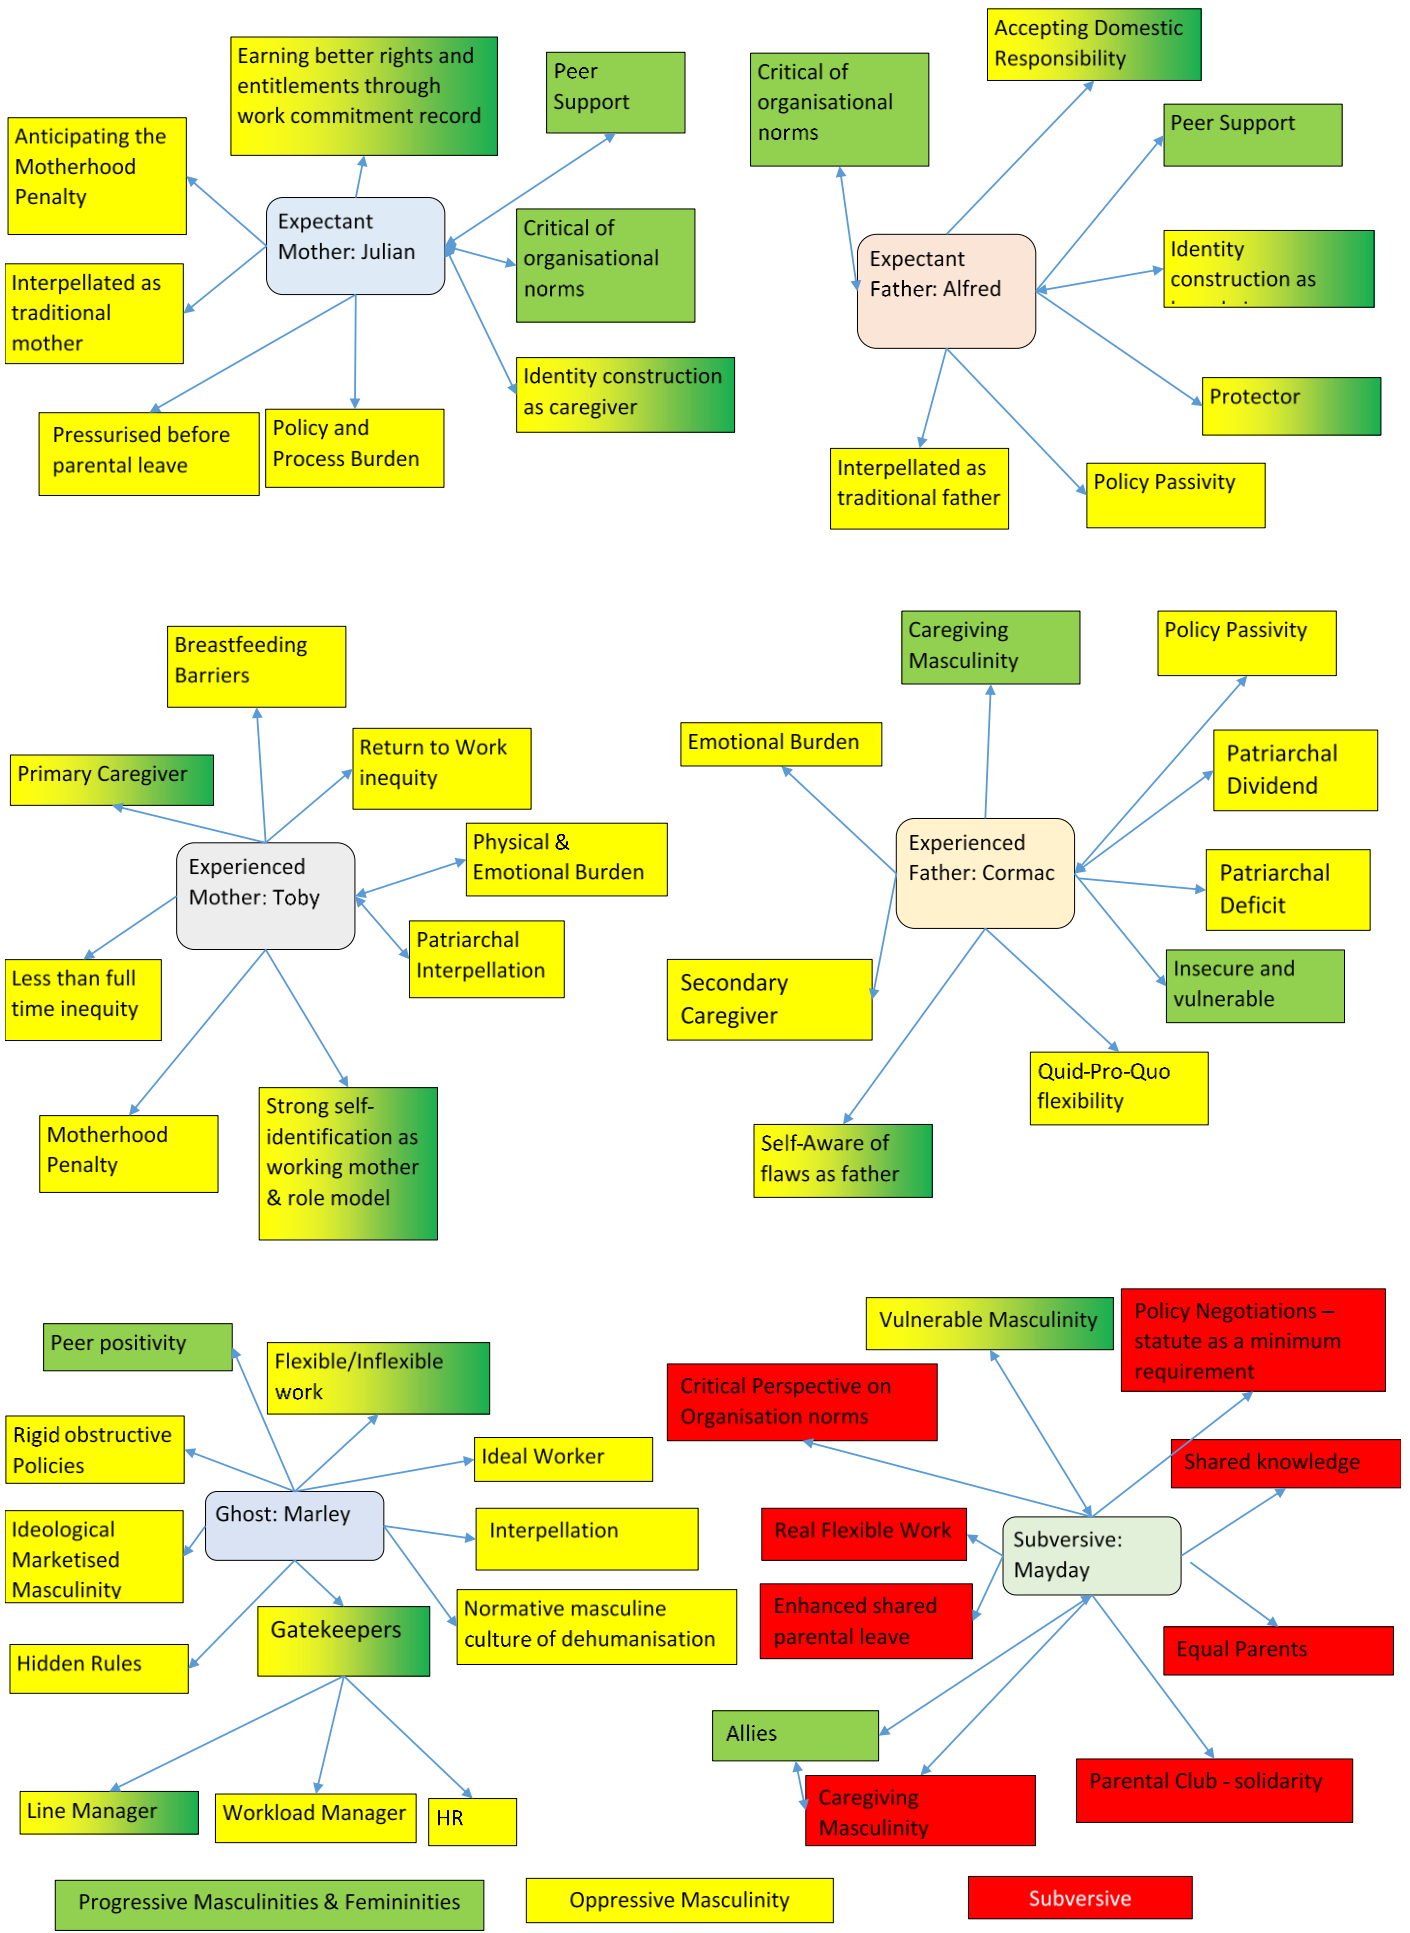 Earning better rights and
entitlements through
work commitment record
Peer
Support
Anticipating the
Motherhood
Penalty
Expectant
Mother: Julian
Critical of
organisational
norms
Interpellated as
traditional
mother
Identity construction
as caregiver
Pressurised before
parental leave
Policy and
Process Burden
Accepting Domestic
Responsibility
Critical of
organisational
norms
Peer Support
Expectant
Father: Alfred
Identity
construction as
Protector
Interpellated as
traditional father
Policy Passivity
Breastfeeding
Barriers
Return to Work
inequity
Primary Caregiver
Physical &
Emotional Burden
Experienced
Mother: Toby
Patriarchal
Interpellation
Less than full
time inequity
Motherhood
Penalty
Strong self-
identification as
working mother
& role model
Caregiving
Masculinity
Policy Passivity
Emotional Burden
Patriarchal
Dividend
Experienced
Father: Cormac
Patriarchal
Deficit
Secondary
Caregiver
Insecure and
vulnerable
Quid-Pro-Quo
flexibility
Self-Aware of
flaws as father
Peer positivity
Flexible/Inflexible
work
Rigid obstructive
Policies
Ideal Worker
Ghost: Marley
Ideological
Marketised
Masculinity
Interpellation
Gatekeepers
Normative masculine
culture of dehumanisation
Hidden Rules
Line Manager
Workload Manager
HR
Vulnerable Masculinity
Policy Negotiations –
statute as a minimum
requirement
Critical Perspective on
Organisation norms
Shared knowledge
Real Flexible Work
Subversive:
Mayday
Enhanced shared
parental leave
Equal Parents
Allies
Caregiving
Masculinity
Parental Club - solidarity
Progressive Masculinities & Femininities
Oppressive Masculinity
Subversive